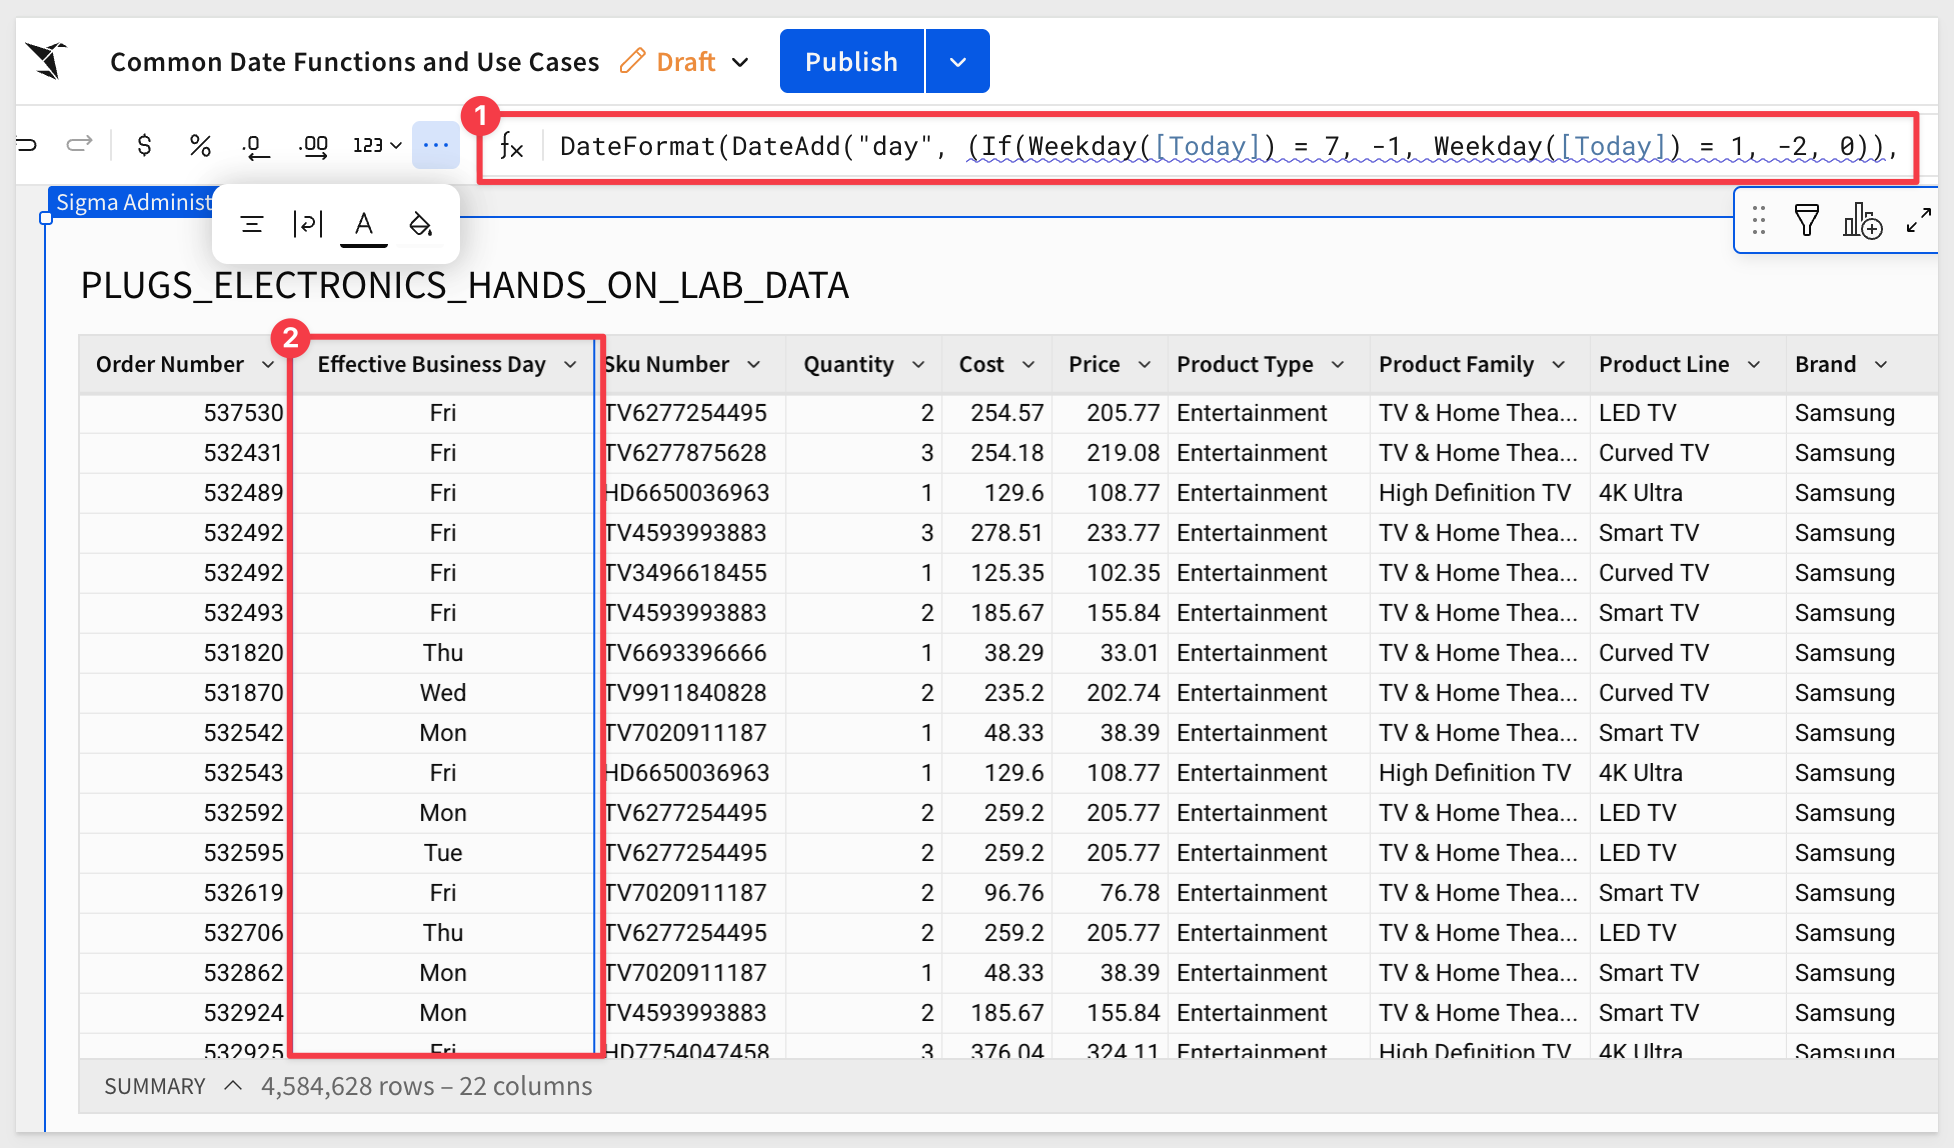 Common Date Functions and Use Cases Draft Publish
$ % .0 .00 123 ... 1 fx DateFormat(DateAdd("day", (If(Weekday([Today]) = 7, -1, Weekday([Today]) = 1, -2, 0)),
Sigma Administ
A
PLUGS_ELECTRONICS_HANDS_ON_LAB_DATA
2
Order Number Effective Business Day Sku Number Quantity Cost Price Product Type Product Family Product Line Brand
537530 Fri TV6277254495 2 254.57 205.77 Entertainment TV & Home Thea... LED TV Samsung
532431 Fri TV6277875628 3 254.18 219.08 Entertainment TV & Home Thea... Curved TV Samsung
532489 Fri HD6650036963 1 129.6 108.77 Entertainment High Definition TV 4K Ultra Samsung
532492 Fri TV4593993883 3 278.51 233.77 Entertainment TV & Home Thea... Smart TV Samsung
532492 Fri TV3496618455 1 125.35 102.35 Entertainment TV & Home Thea... Curved TV Samsung
532493 Fri TV4593993883 2 185.67 155.84 Entertainment TV & Home Thea... Smart TV Samsung
531820 Thu TV6693396666 1 38.29 33.01 Entertainment TV & Home Thea... Curved TV Samsung
531870 Wed TV9911840828 2 235.2 202.74 Entertainment TV & Home Thea... Curved TV Samsung
532542 Mon TV7020911187 1 48.33 38.39 Entertainment TV & Home Thea... Smart TV Samsung
532543 Fri HD6650036963 1 129.6 108.77 Entertainment High Definition TV 4K Ultra Samsung
532592 Mon TV6277254495 2 259.2 205.77 Entertainment TV & Home Thea... LED TV Samsung
532595 Tue TV6277254495 2 259.2 205.77 Entertainment TV & Home Thea... LED TV Samsung
532619 Fri TV7020911187 2 96.76 76.78 Entertainment TV & Home Thea... Smart TV Samsung
532706 Thu TV6277254495 2 259.2 205.77 Entertainment TV & Home Thea... LED TV Samsung
532862 Mon TV7020911187 1 48.33 38.39 Entertainment TV & Home Thea... Smart TV Samsung
532924 Mon TV4593993883 2 185.67 155.84 Entertainment TV & Home Thea... Smart TV Samsung
532925 Fri HD7754047458 3 376.04 324.11 Entertainment High Definition TV 4K Ultra Samsung
SUMMARY 4,584,628 rows – 22 columns